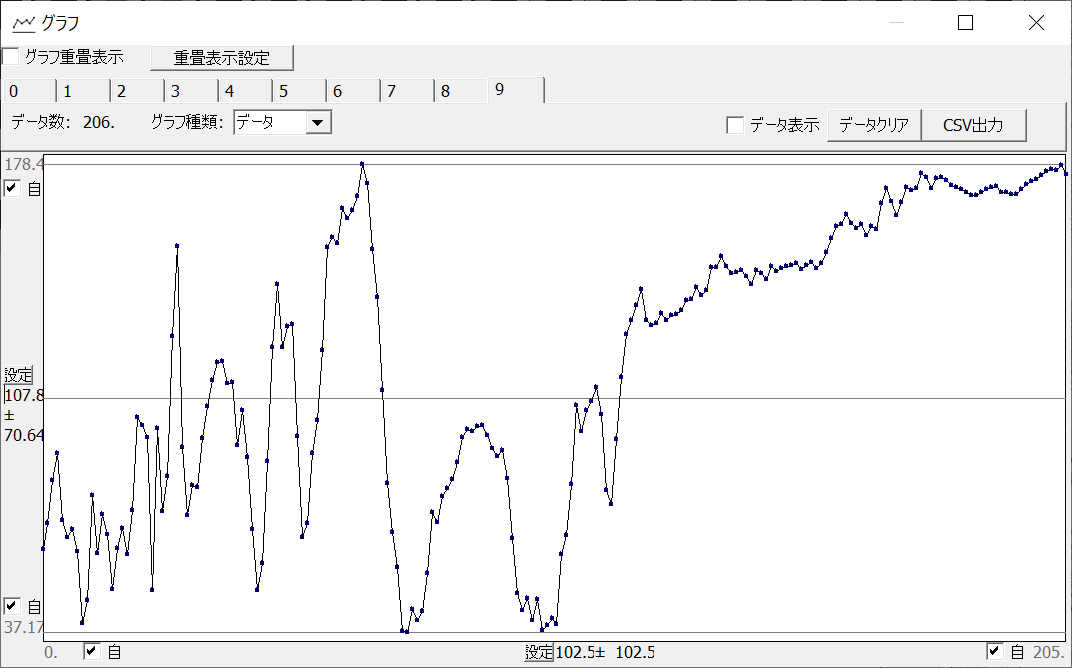 グラフ
グラフ重畳表示 重畳表示設定
0 1 2 3 4 5 6 7 8 9
データ数: 206. グラフ種類: データ データ表示 データクリア CSV出力
178.4
自
設定
107.8
±
70.64
自
37.17
0. 自 設定 102.5± 102.5 自 205.